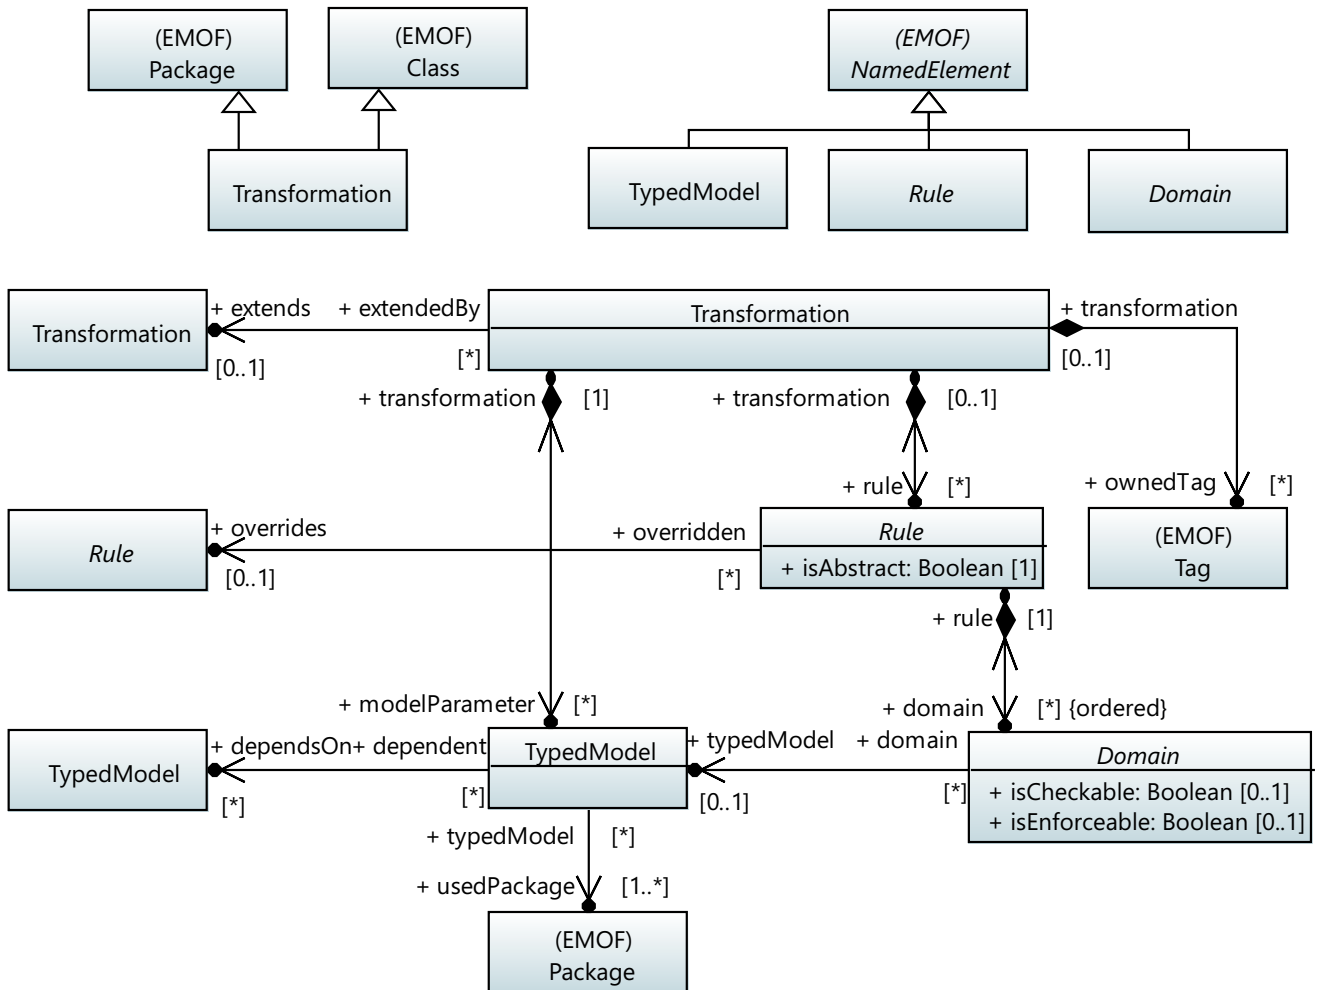 (EMOF)
Package
(EMOF)
Class
(EMOF)
NamedElement
Transformation
TypedModel
Rule
Domain
Transformation
+ extends
[0..1]
+ extendedBy
[*]
Transformation
+ transformation
[0..1]
+ transformation
[1]
+ transformation
[0..1]
+ rule
[*]
+ ownedTag
[*]
Rule
+ overrides
[0..1]
+ overridden
[*]
Rule
+ isAbstract: Boolean [1]
(EMOF)
Tag
+ rule
[1]
+ modelParameter
[*]
+ domain
[*] {ordered}
TypedModel
+ dependsOn
[*]
+ dependent
[*]
TypedModel
+ typedModel
[0..1]
+ domain
[*]
Domain
+ isCheckable: Boolean [0..1]
+ isEnforceable: Boolean [0..1]
+ typedModel
[*]
+ usedPackage
[1..*]
(EMOF)
Package